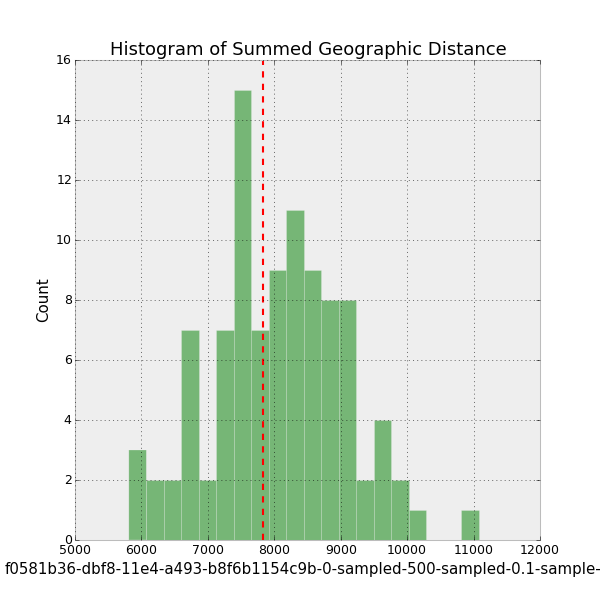 Histogram of Summed Geographic Distance
16
14
12
10
8
6
4
2
0
Count
5000 6000 7000 8000 9000 10000 11000 12000
f0581b36-dbf8-11e4-a493-b8f6b1154c9b-0-sampled-500-sampled-0.1-sample-